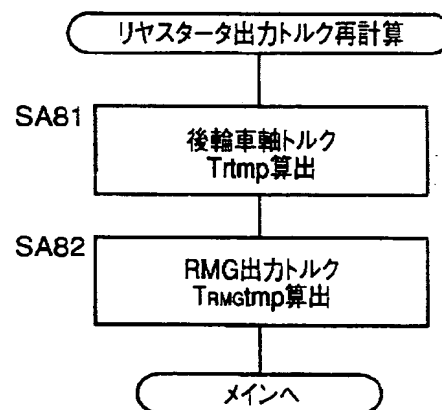 リヤスタータ出力トルク再計算
SA81
後輪車軸トルク
Trtmp算出
SA82
RMG出力トルク
TRMGtmp算出
メインへ